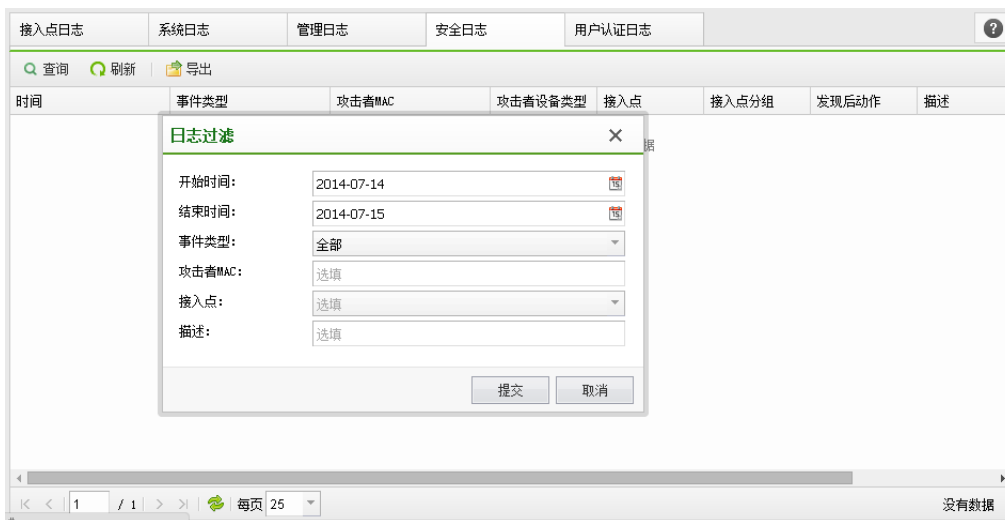 接入点日志 系统日志 管理日志 安全日志 用户认证日志
查询 刷新 导出
时间 事件类型 攻击者MAC 攻击者设备类型 接入点 接入点分组 发现后动作 描述
日志过滤
据
开始时间: 2014-07-14
结束时间: 2014-07-15
事件类型: 全部
攻击者MAC: 选填
接入点: 选填
描述: 选填
提交 取消
1 / 1 每页 25 没有数据